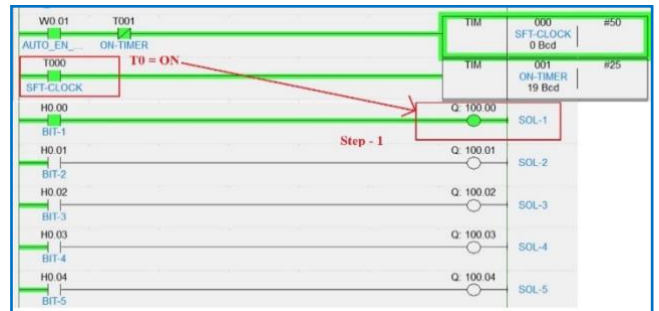 W0.01 T001 TIM 000 #50
AUTO_EN_... ON-TIMER SFT-CLOCK
0 Bcd
T000 T0 = ON TIM 001 #25
SFT-CLOCK ON-TIMER
19 Bcd
H0.00 Q: 100.00
BIT-1 Step - 1 SOL-1
H0.01 Q: 100.01
BIT-2 SOL-2
H0.02 Q: 100.02
BIT-3 SOL-3
H0.03 Q: 100.03
BIT-4 SOL-4
H0.04 Q: 100.04
BIT-5 SOL-5